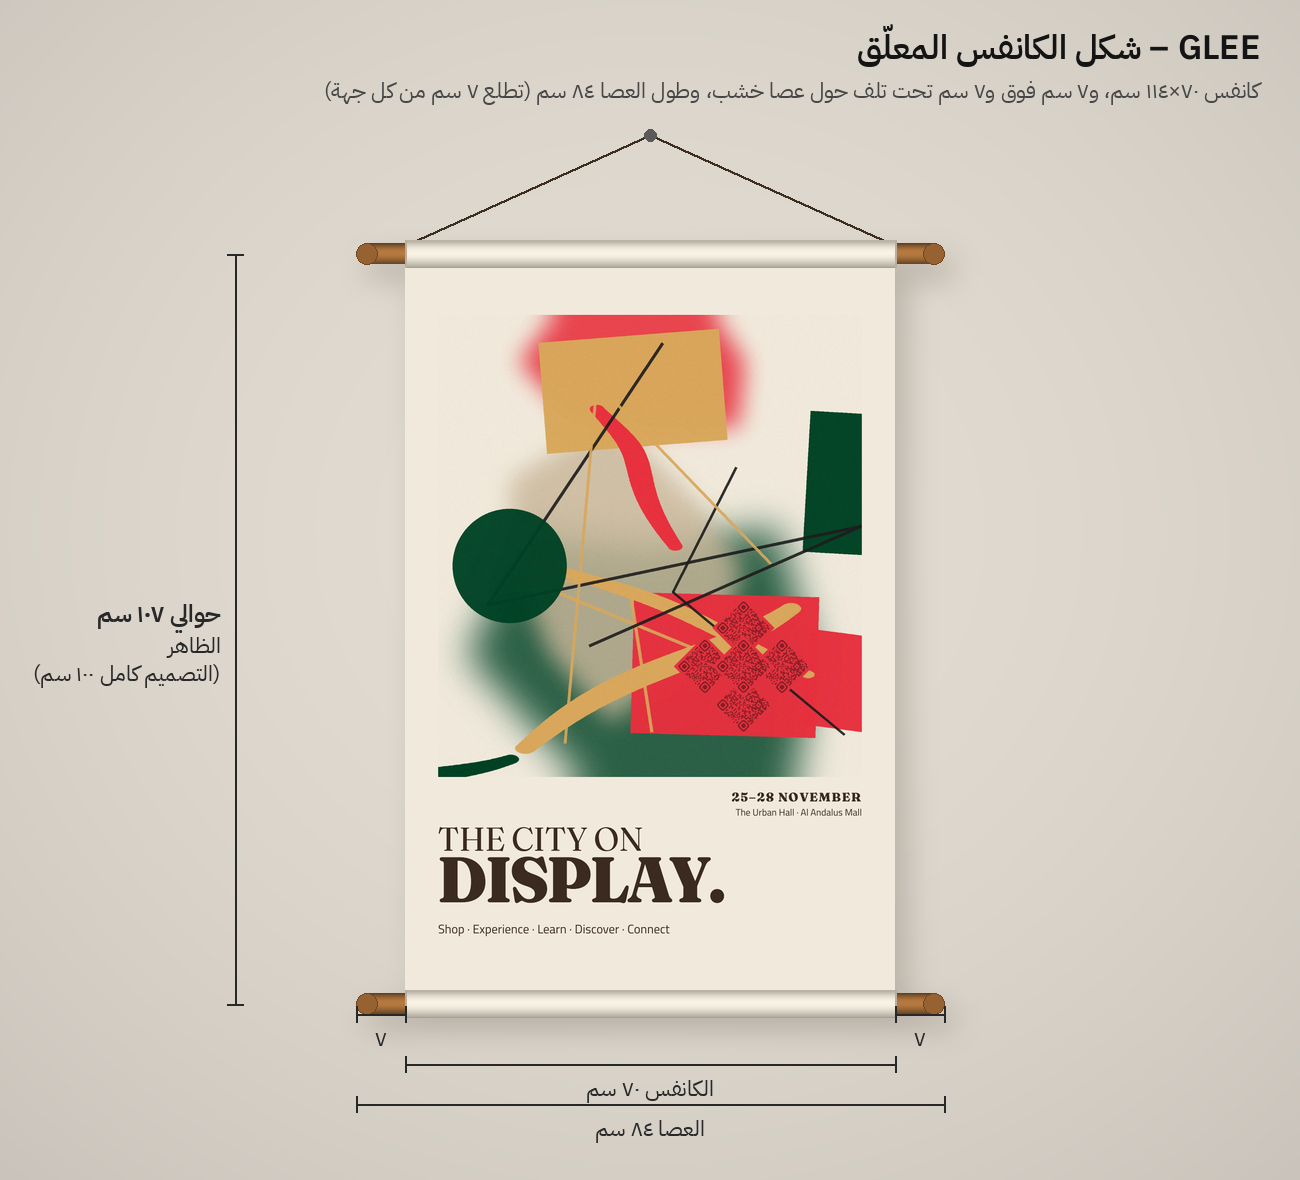 GLEE – شكل الكانفس المعلّق
كانفس ٧٠×١١٤ سم، و٧ سم فوق و٧ سم تحت تلف حول عصا خشب، وطول العصا ٨٤ سم (تطلع ٧ سم من كل جهة)
حوالي ١٠٧ سم
الظاهر
(التصميم كامل ١٠٠ سم)
25–28 NOVEMBER
The Urban Hall · Al Andalus Mall
THE CITY ON
DISPLAY.
Shop · Experience · Learn · Discover · Connect
٧
٧
الكانفس ٧٠ سم
العصا ٨٤ سم